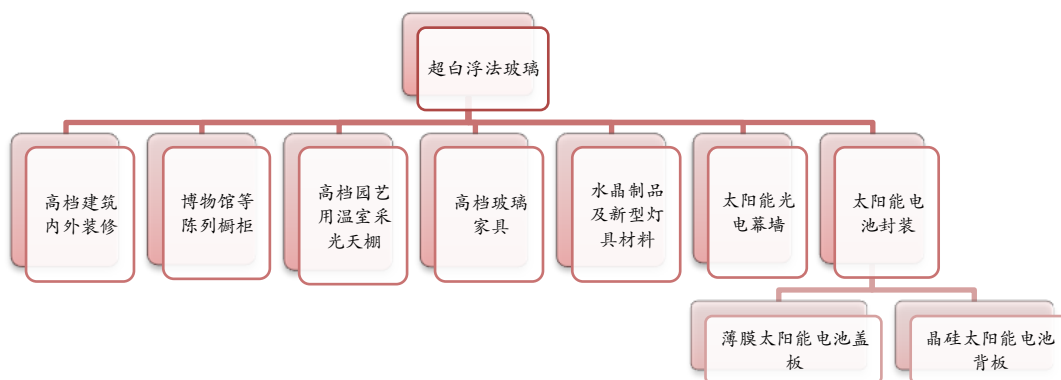 超白浮法玻璃
高档建筑
内外装修
博物馆等
陈列橱柜
高档园艺
用温室采
光天棚
高档玻璃
家具
水晶制品
及新型灯
具材料
太阳能光
电幕墙
太阳能电
池封装
薄膜太阳能电池盖
板
晶硅太阳能电池
背板